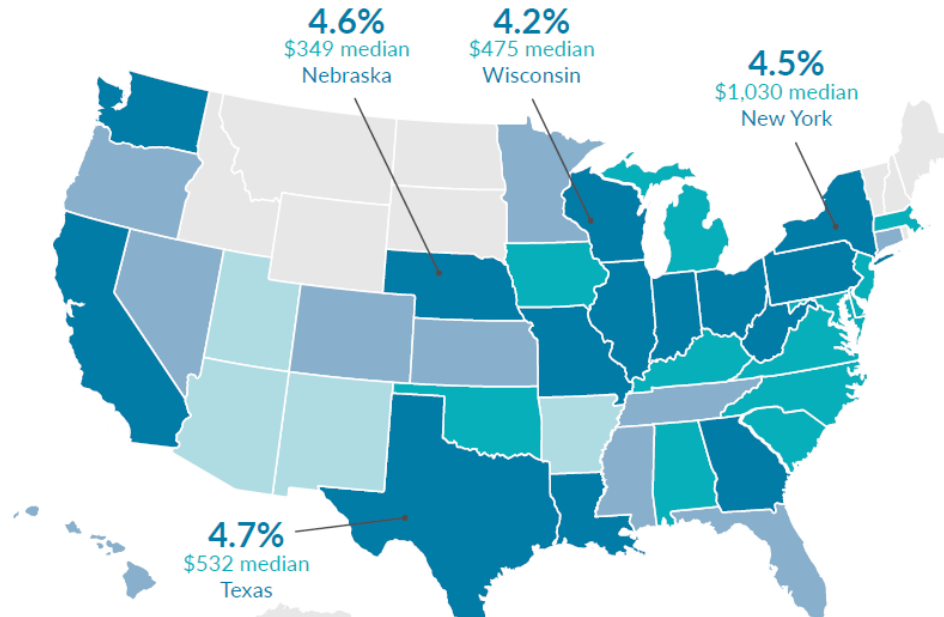 4.6%
$349 median
Nebraska
4.2%
$475 median
Wisconsin
4.5%
$1,030 median
New York
4.7%
$532 median
Texas